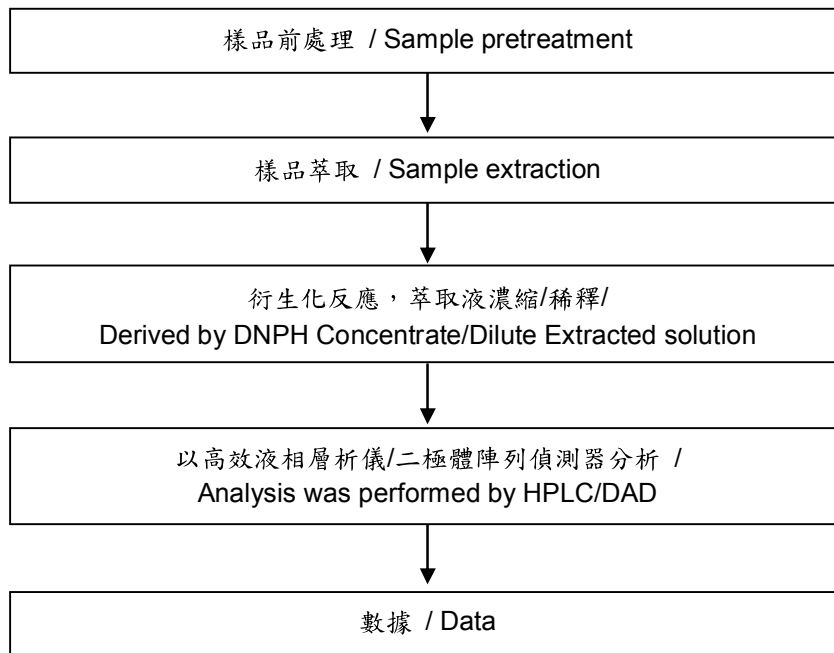 樣品前處理 / Sample pretreatment
樣品萃取 / Sample extraction
衍生化反應，萃取液濃縮/稀釋/
Derived by DNPH Concentrate/Dilute Extracted solution
以高效液相層析儀/二極體陣列偵測器分析 /
Analysis was performed by HPLC/DAD
數據 / Data